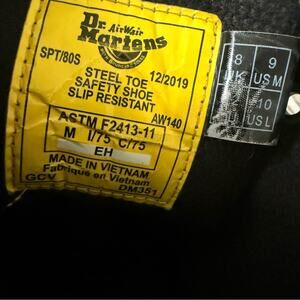 Dr. AirWair
Martens
SPT/80S
12/2019
STEEL TOE
SAFETY SHOE
SLIP RESISTANT
AW140
ASTM F2413-11
M I/75 C/75
EH
MADE IN VIETNAM
Fabriqué en Vietnam
GCV
DM351
8 9
UK US M
10
US L